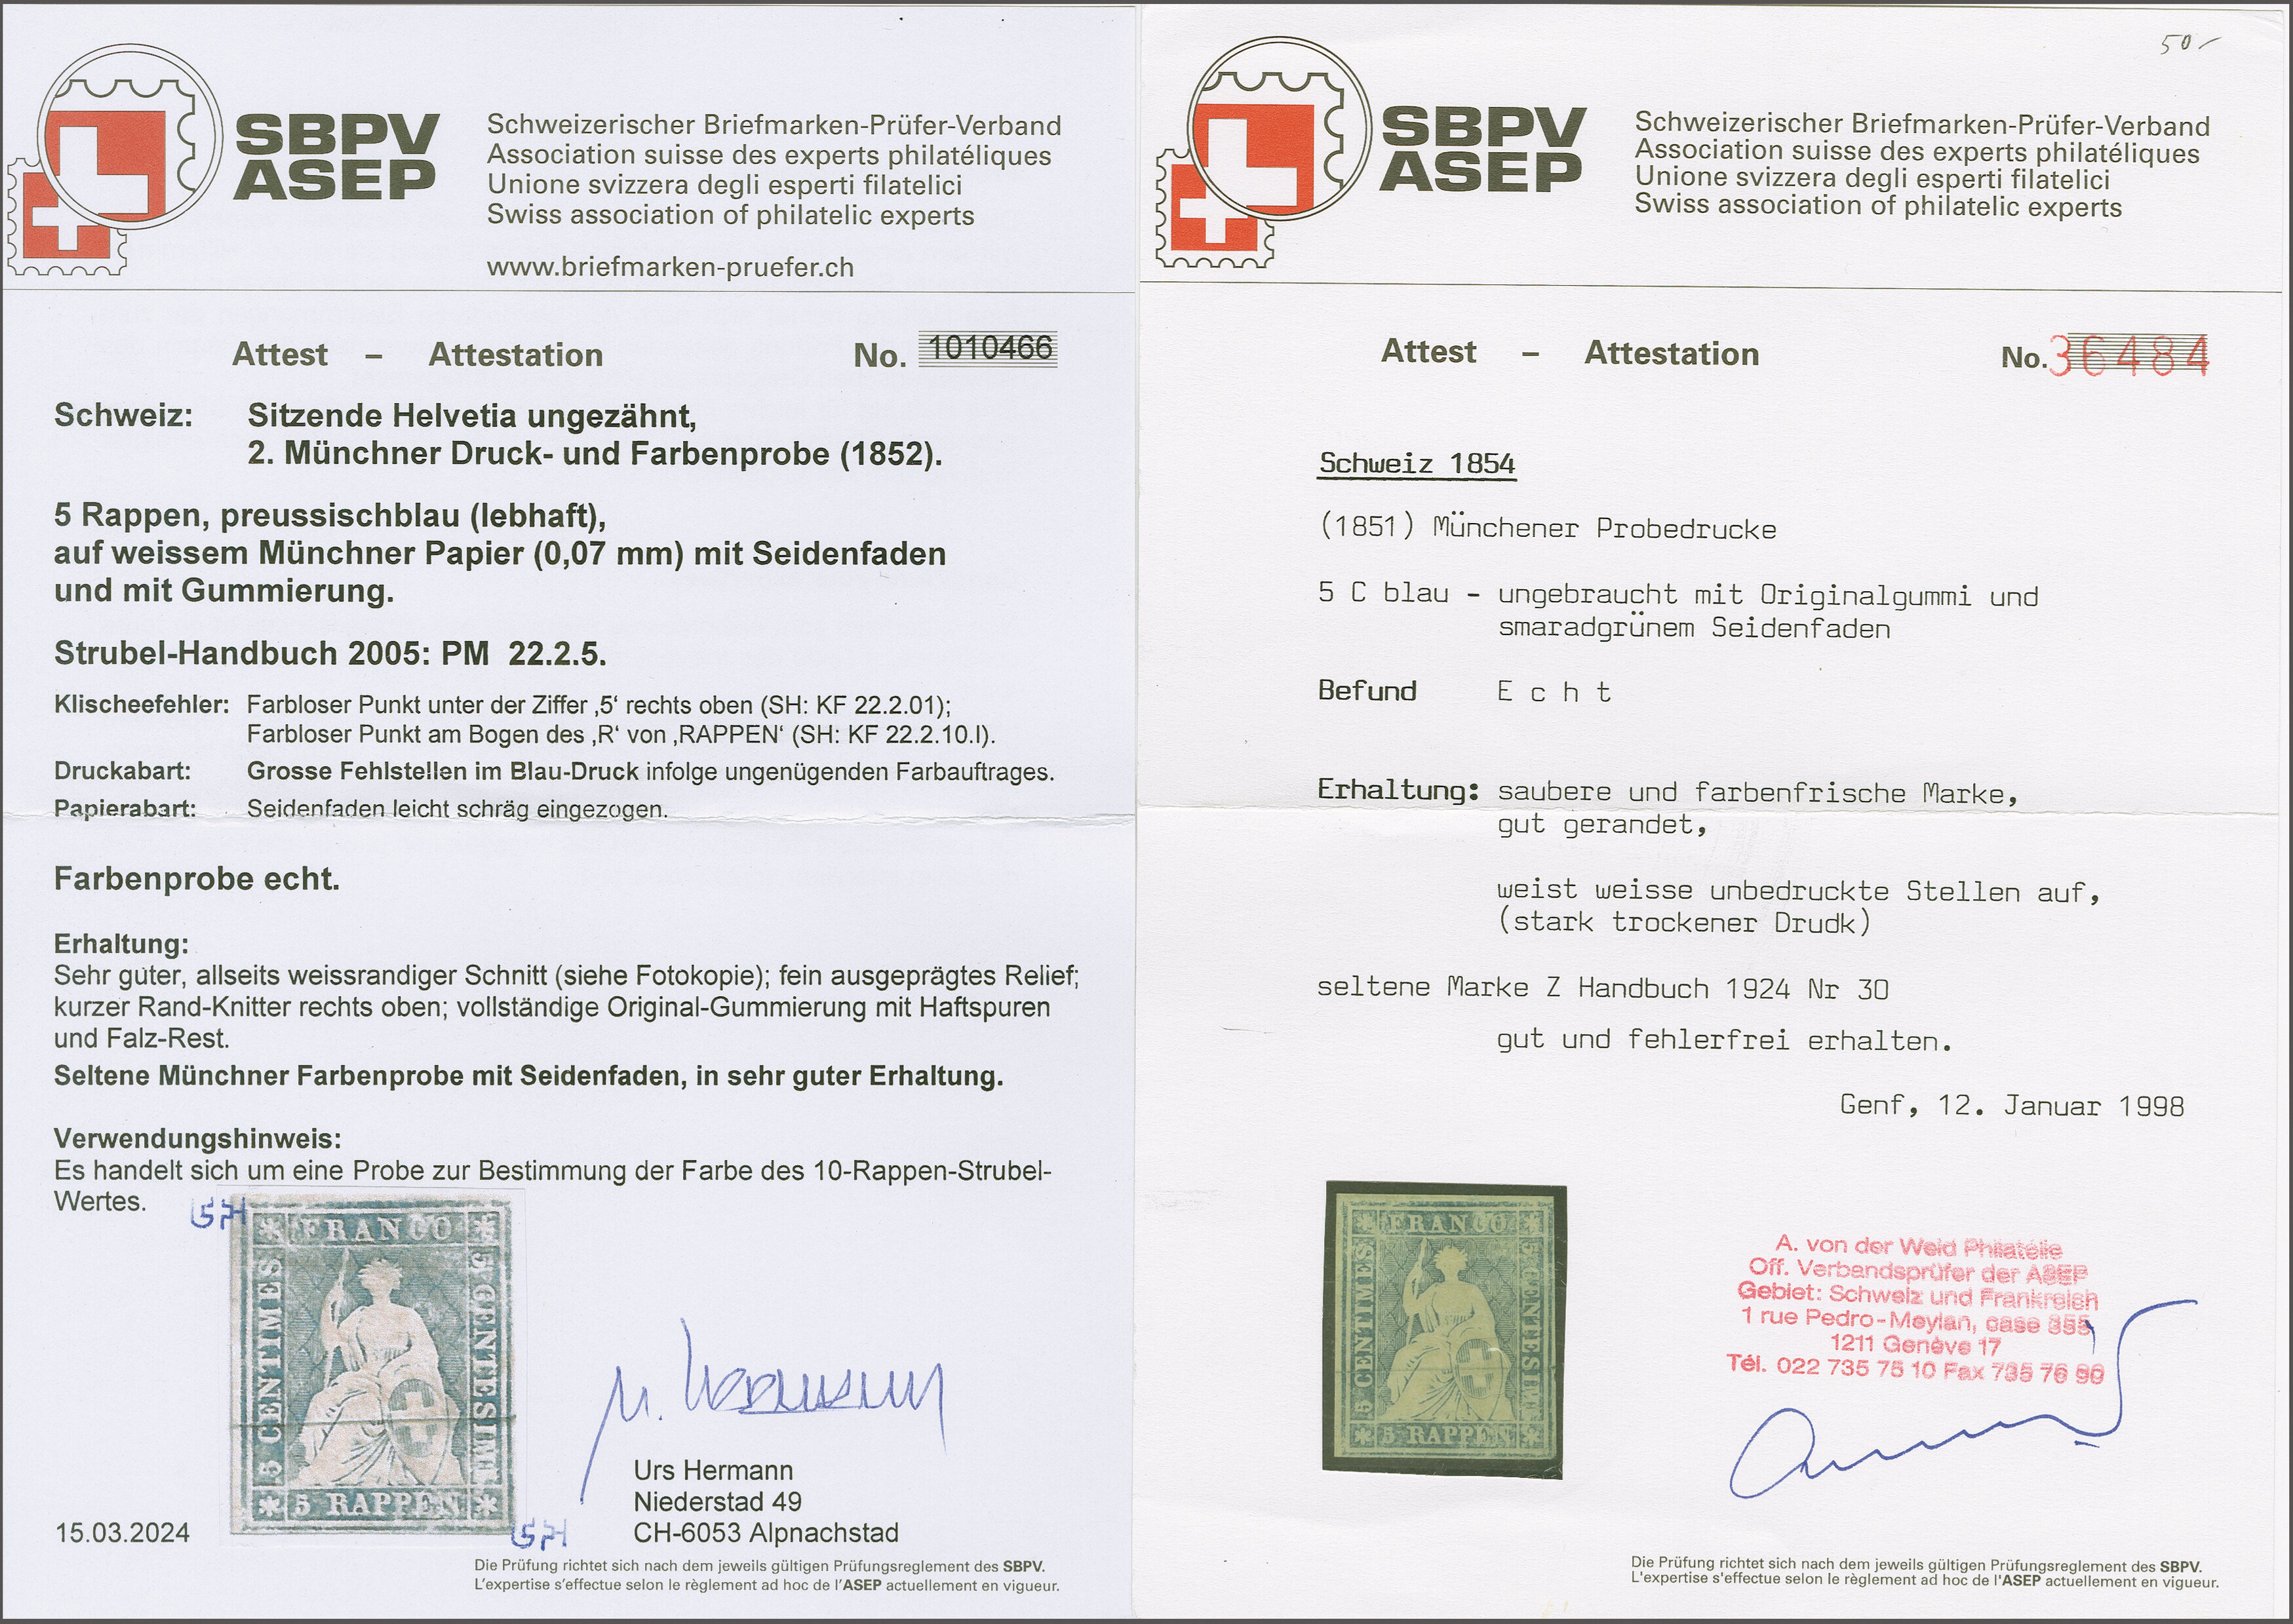 SBPV
ASEP
Schweizerischer Briefmarken-Prüfer-Verband
Association suisse des experts philatéliques
Unione svizzera degli esperti filatelici
Swiss association of philatelic experts
www.briefmarken-pruefer.ch
Attest – Attestation No. 1010466
Schweiz: Sitzende Helvetia ungezähnt,
2. Münchner Druck- und Farbenprobe (1852).
5 Rappen, preussischblau (lebhaft),
auf weissem Münchner Papier (0,07 mm) mit Seidenfaden
und mit Gummierung.
Strubel-Handbuch 2005: PM 22.2.5.
Klischeefehler: Farbloser Punkt unter der Ziffer ‚5‘ rechts oben (SH: KF 22.2.01);
Farbloser Punkt am Bogen des ‚R‘ von ‚RAPPEN‘ (SH: KF 22.2.10.I).
Druckabart: Grosse Fehlstellen im Blau-Druck infolge ungenügenden Farbauftrages.
Papierabart: Seidenfaden leicht schräg eingezogen.
Farbenprobe echt.
Erhaltung:
Sehr guter, allseits weissrandiger Schnitt (siehe Fotokopie); fein ausgeprägtes Relief;
kurzer Rand-Knitter rechts oben; vollständige Original-Gummierung mit Haftspuren
und Falz-Rest.
Seltene Münchner Farbenprobe mit Seidenfaden, in sehr guter Erhaltung.
Verwendungshinweis:
Es handelt sich um eine Probe zur Bestimmung der Farbe des 10-Rappen-Strubel-
Wertes.
FRANCO
5 CENTIMES
5 CENTESIMI
5 RAPPEN
Urs Hermann
Niederstad 49
15.03.2024
CH-6053 Alpnachstad
Die Prüfung richtet sich nach dem jeweils gültigen Prüfungsreglement des SBPV.
L'expertise s'effectue selon le règlement ad hoc de l'ASEP actuellement en vigueur.
50.-
SBPV
ASEP
Schweizerischer Briefmarken-Prüfer-Verband
Association suisse des experts philatéliques
Unione svizzera degli esperti filatelici
Swiss association of philatelic experts
Attest – Attestation No. 36484
Schweiz 1854
(1851) Münchener Probedrucke
5 C blau - ungebraucht mit Originalgummi und
smaradgrünem Seidenfaden
Befund E c h t
Erhaltung: saubere und farbenfrische Marke,
gut gerandet,
weist weisse unbedruckte Stellen auf,
(stark trockener Drudk)
seltene Marke Z Handbuch 1924 Nr 30
gut und fehlerfrei erhalten.
Genf, 12. Januar 1998
FRANCO
5 CENTIMES
5 CENTESIMI
5 RAPPEN
A. von der Weid Philatélie
Off. Verbandsprüfer der ASEP
Gebiet: Schweiz und Frankreich
1 rue Pedro-Meylan, case 355
1211 Genève 17
Tél. 022 735 75 10 Fax 735 76 90
Die Prüfung richtet sich nach dem jeweils gültigen Prüfungsreglement des SBPV.
L'expertise s'effectue selon le règlement ad hoc de l'ASEP actuellement en vigueur.